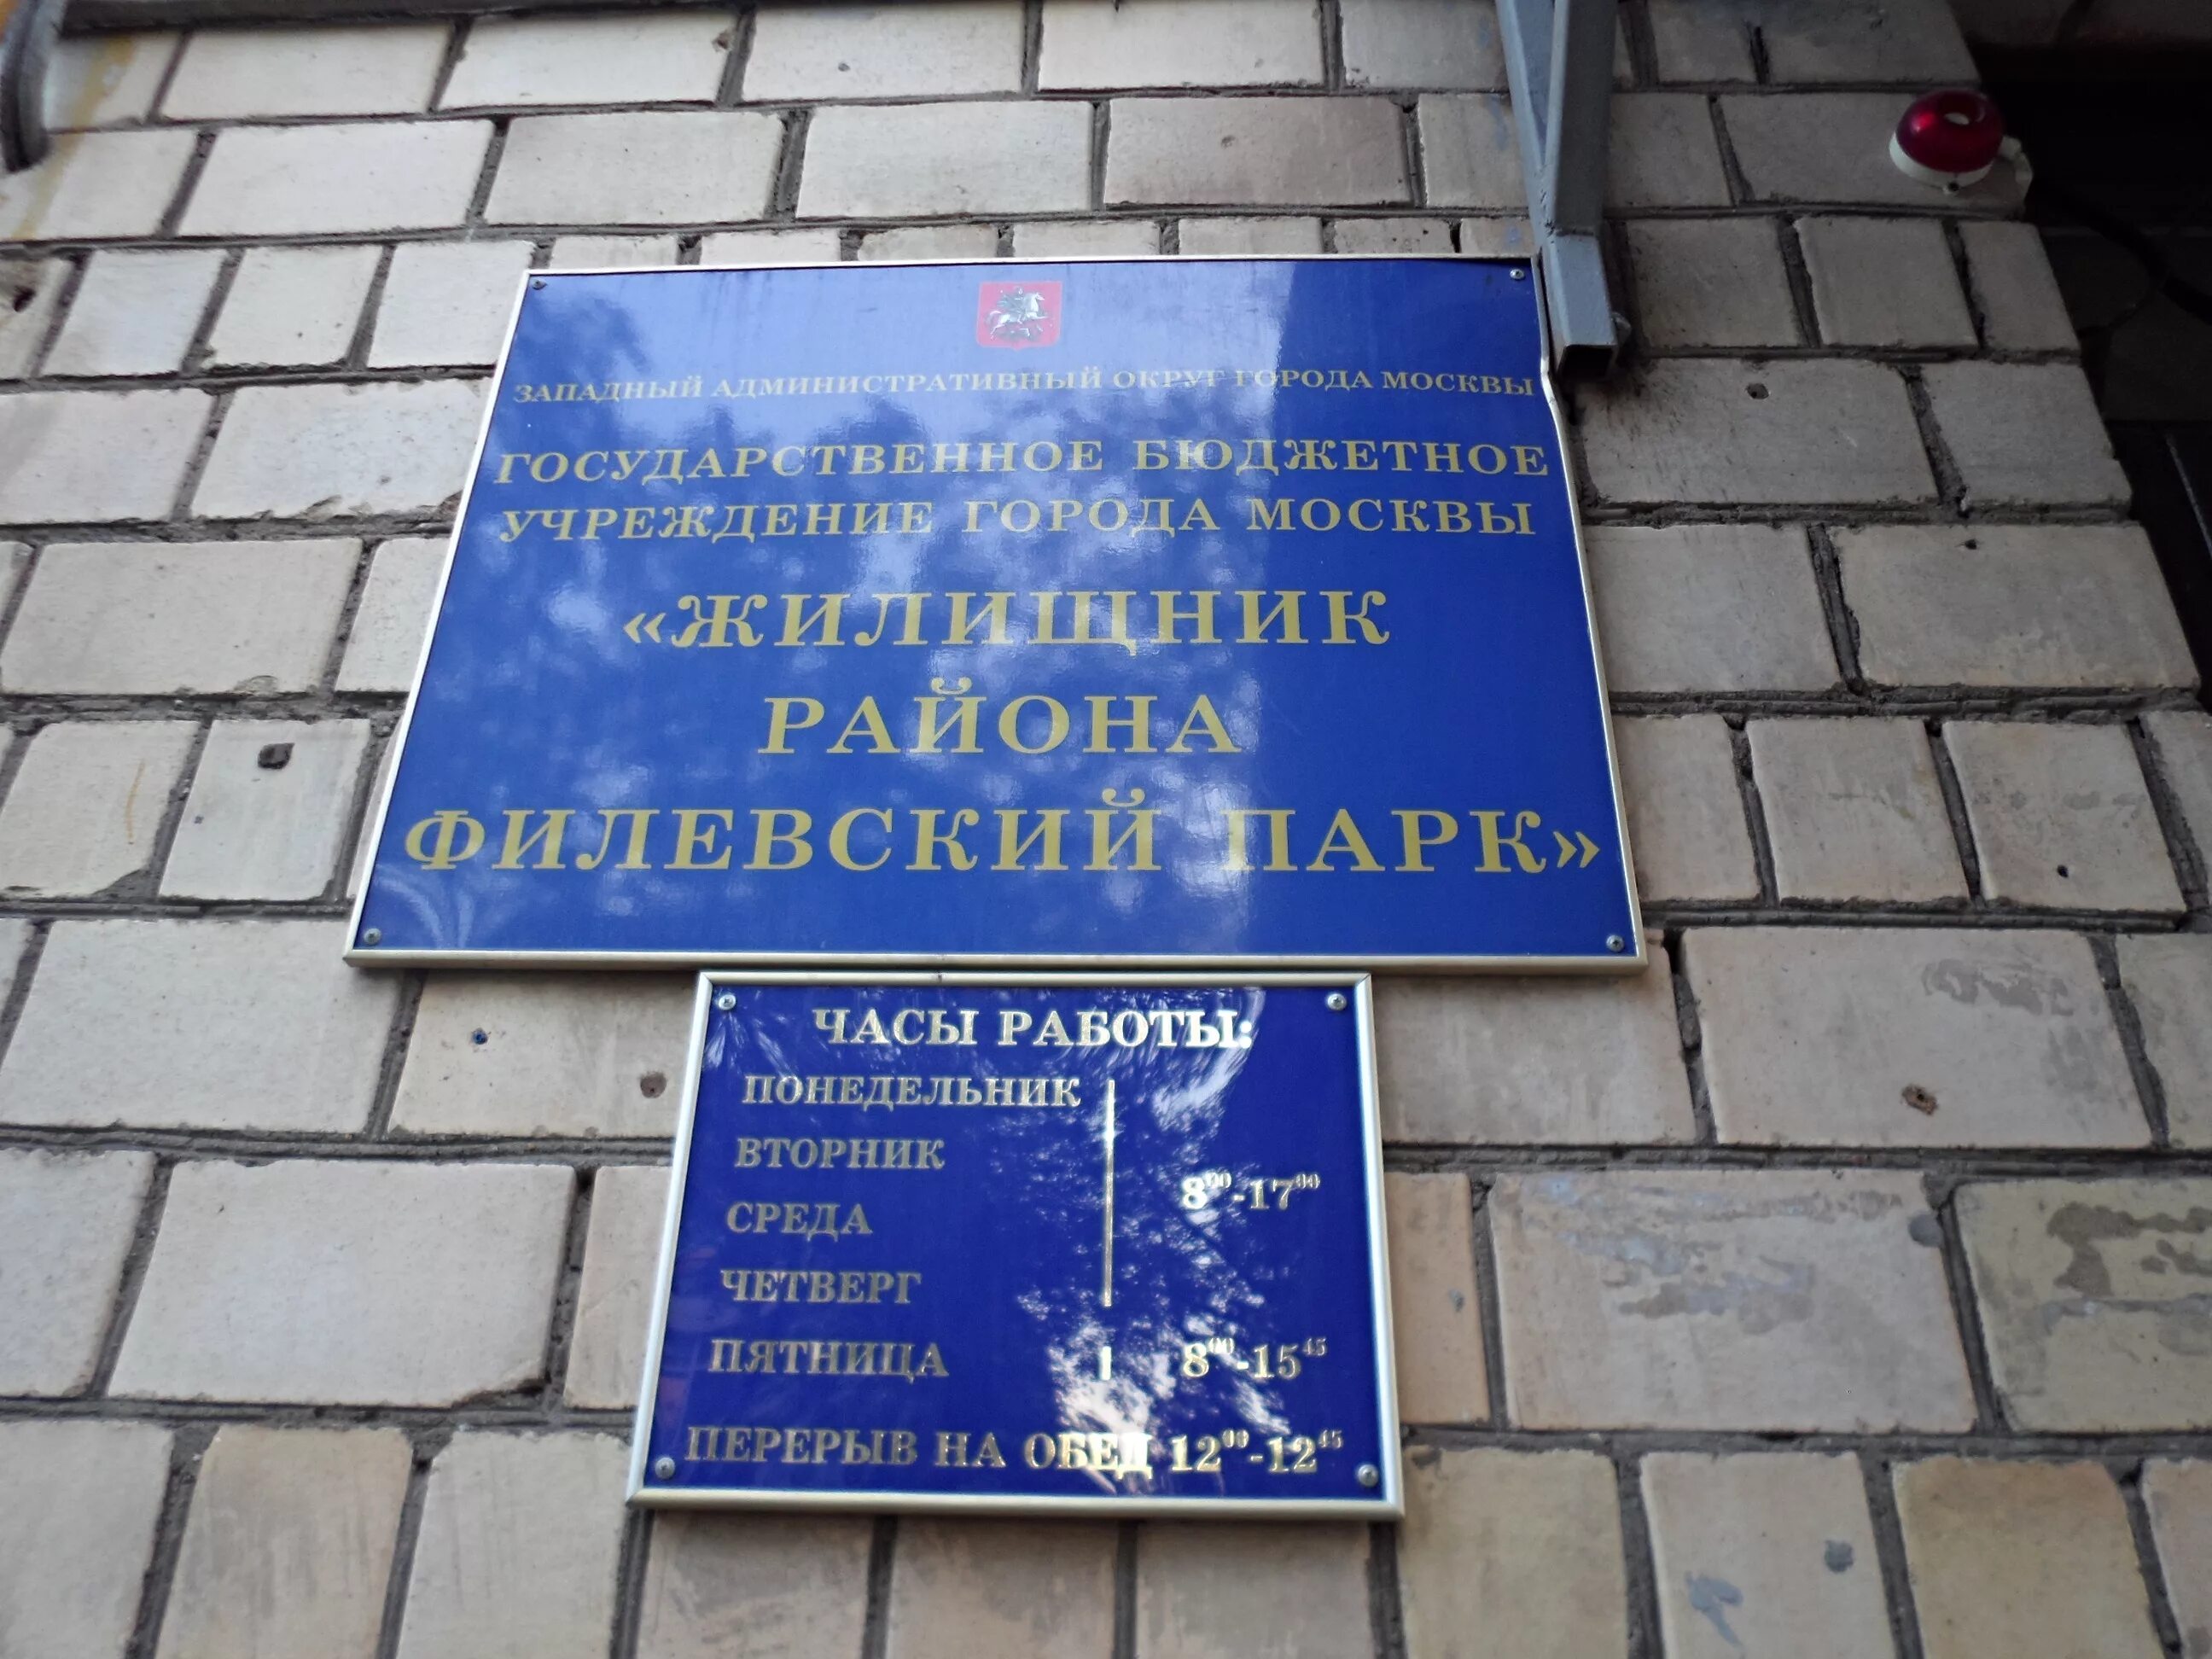 ЗАПАДНЫЙ АДМИНИСТРАТИВНЫЙ ОКРУГ ГОРОДА МОСКВЫ
ГОСУДАРСТВЕННОЕ БЮДЖЕТНОЕ
УЧРЕЖДЕНИЕ ГОРОДА МОСКВЫ
«ЖИЛИЩНИК
РАЙОНА
ФИЛЕВСКИЙ ПАРК»
ЧАСЫ РАБОТЫ:
ПОНЕДЕЛЬНИК
ВТОРНИК
СРЕДА
8⁰⁰-17⁰⁰
ЧЕТВЕРГ
ПЯТНИЦА 8⁰⁰-15⁴⁵
ПЕРЕРЫВ НА ОБЕД 12⁰⁰-12⁴⁵